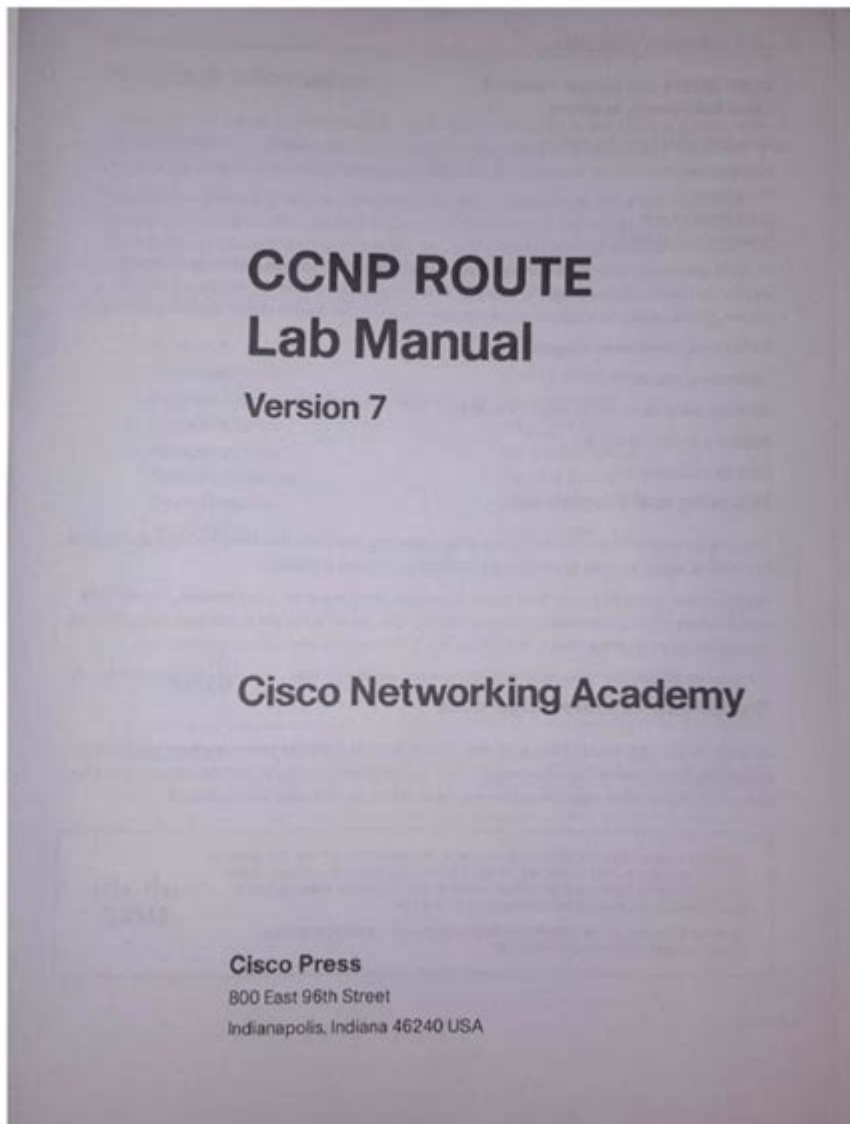 CCNP ROUTE
Lab Manual
Version 7
Cisco Networking Academy
Cisco Press
800 East 96th Street
Indianapolis, Indiana 46240 USA